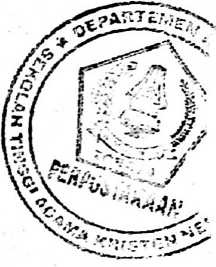 ★ DEPARTEMEN
SEKOLAH TINGGI AGAMA KRISTEN NE
PERPUSTAKAAN